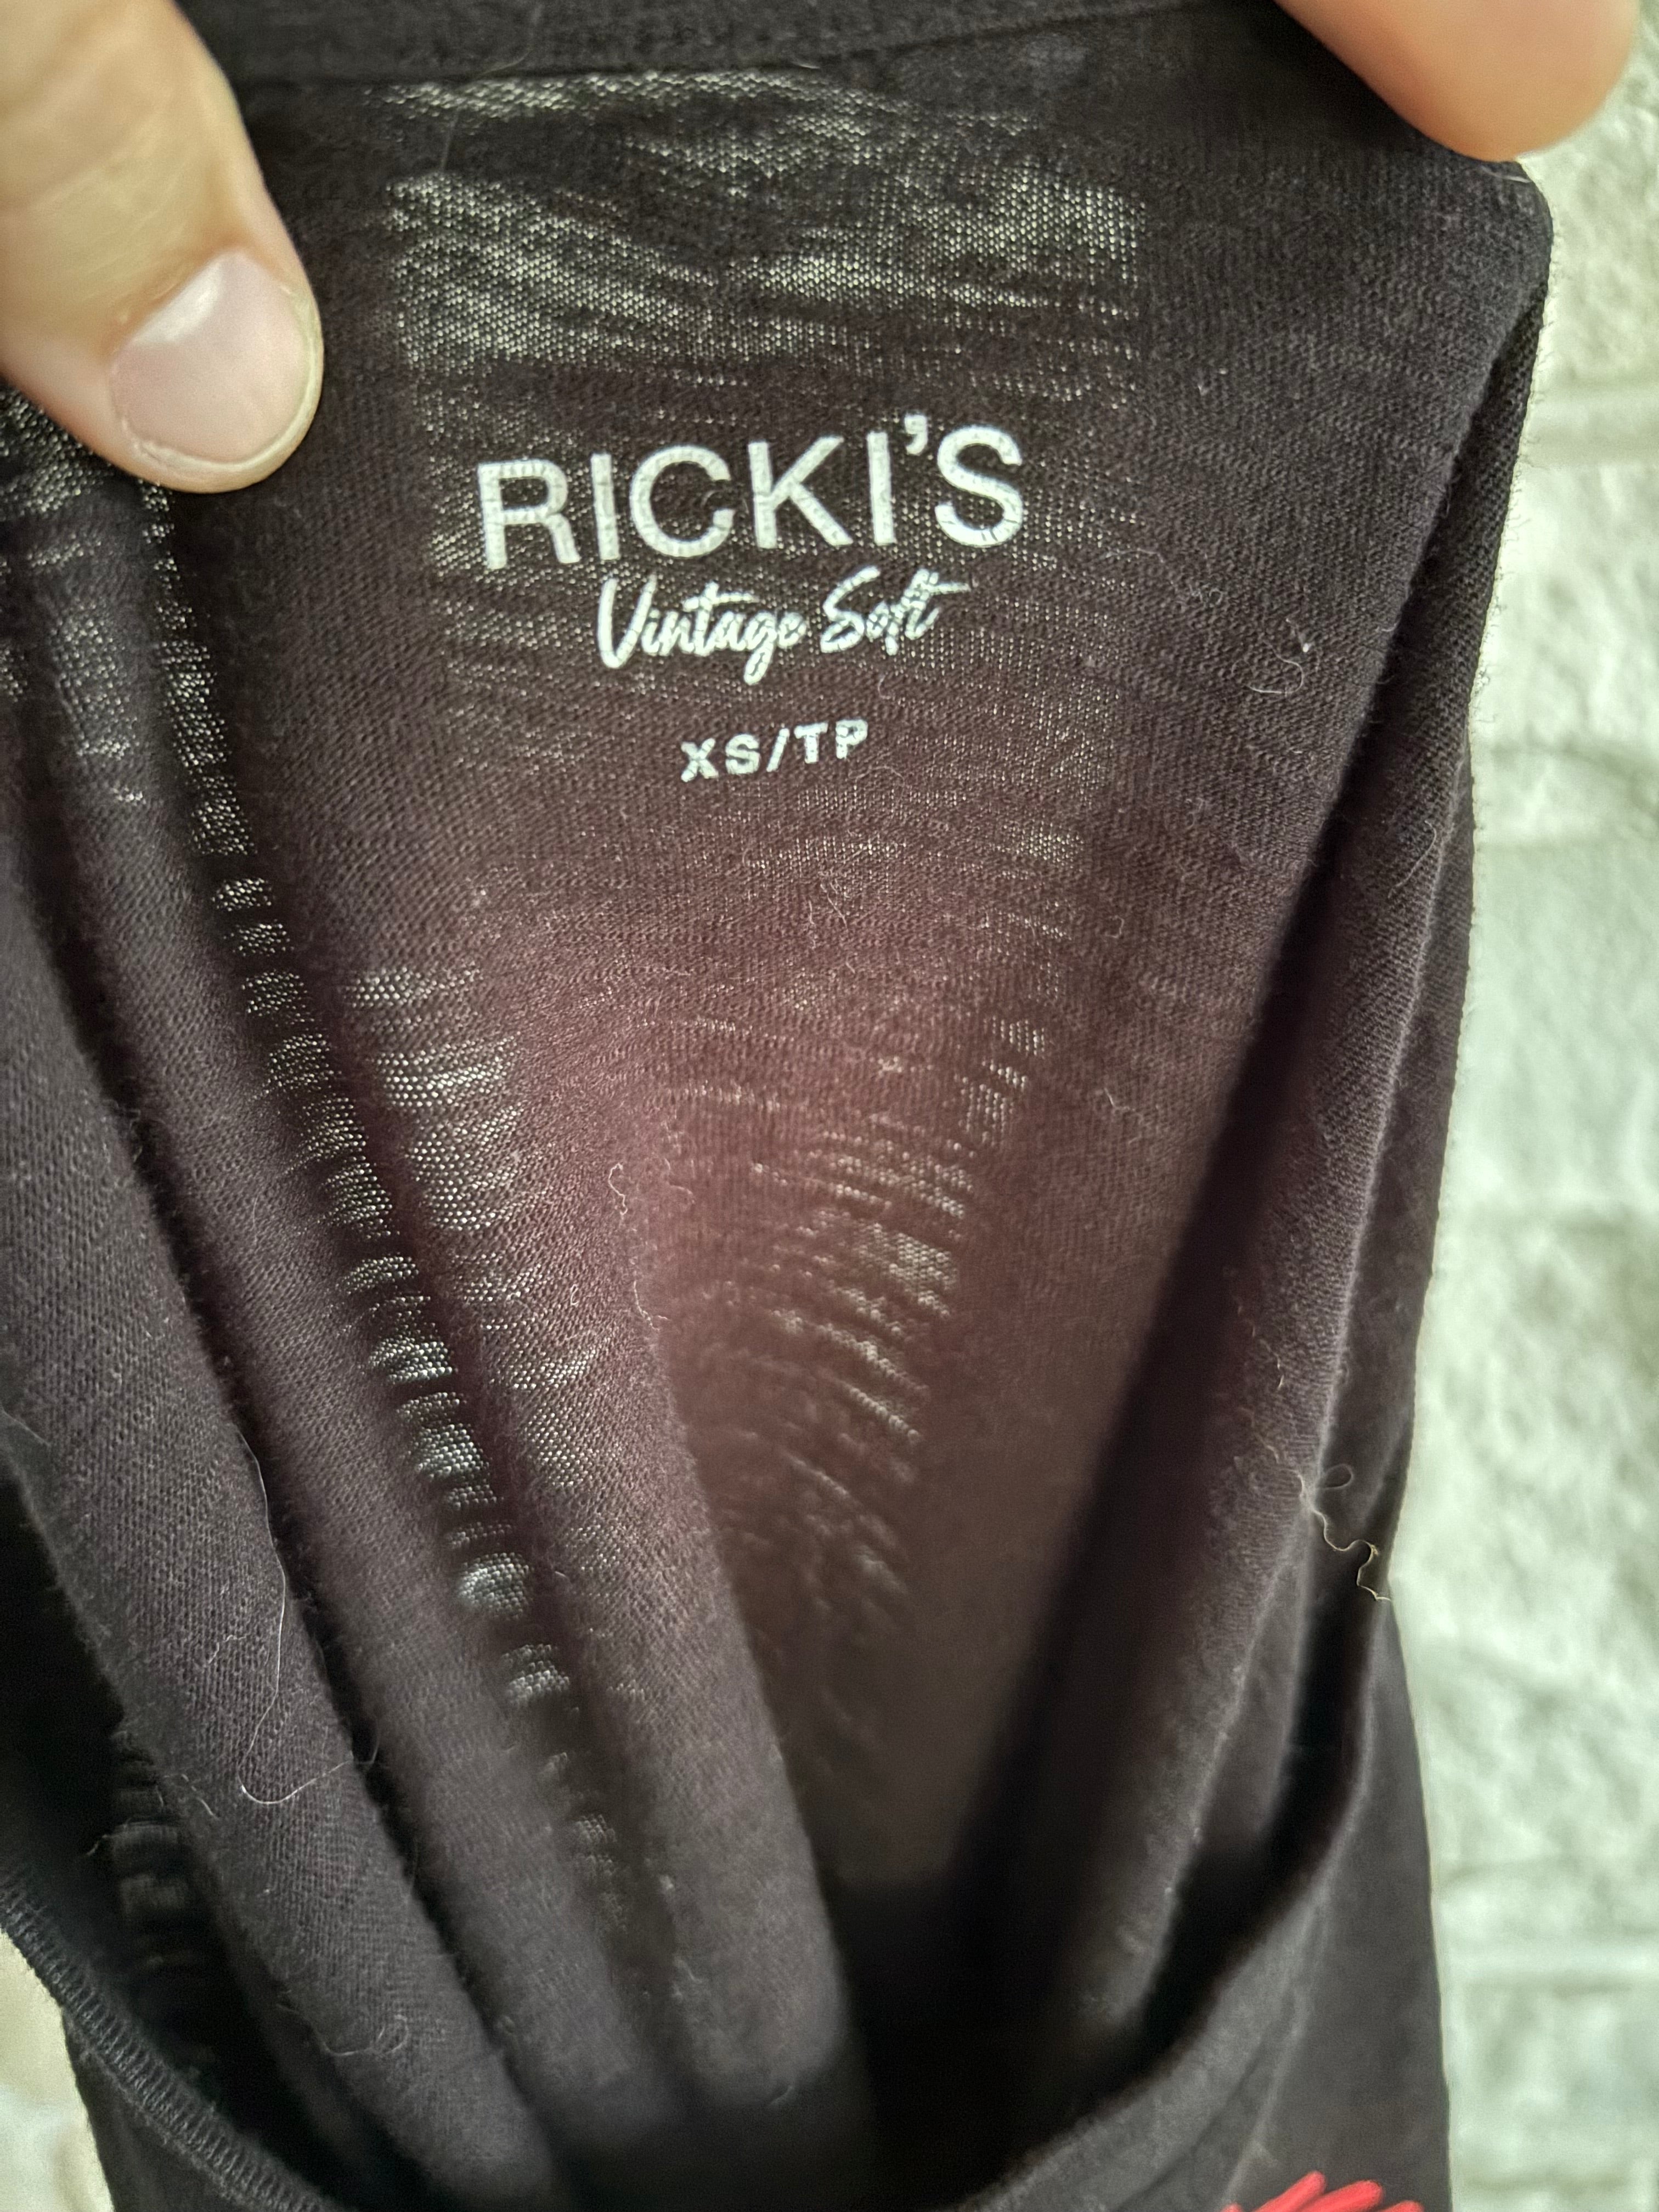 RICKI'S
Vintage Soft
XS/TP